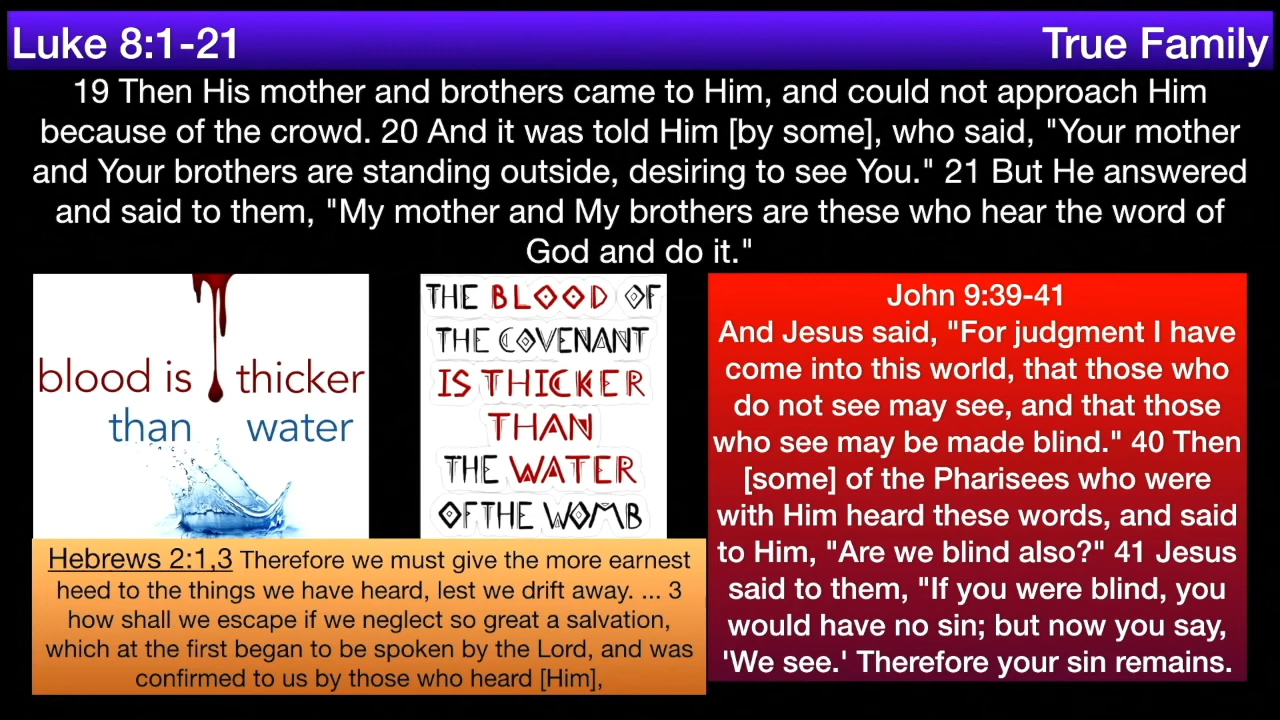 Luke 8:1-21
True Family
19 Then His mother and brothers came to Him, and could not approach Him
because of the crowd. 20 And it was told Him [by some], who said, "Your mother
and Your brothers are standing outside, desiring to see You." 21 But He answered
and said to them, "My mother and My brothers are these who hear the word of
God and do it."
blood is thicker
than water
THE BLOOD OF
THE COVENANT
IS THICKER
THAN
THE WATER
OF THE WOMB
Hebrews 2:1,3 Therefore we must give the more earnest
heed to the things we have heard, lest we drift away. ... 3
how shall we escape if we neglect so great a salvation,
which at the first began to be spoken by the Lord, and was
confirmed to us by those who heard [Him],
John 9:39-41
And Jesus said, "For judgment I have
come into this world, that those who
do not see may see, and that those
who see may be made blind." 40 Then
[some] of the Pharisees who were
with Him heard these words, and said
to Him, "Are we blind also?" 41 Jesus
said to them, "If you were blind, you
would have no sin; but now you say,
'We see.' Therefore your sin remains.